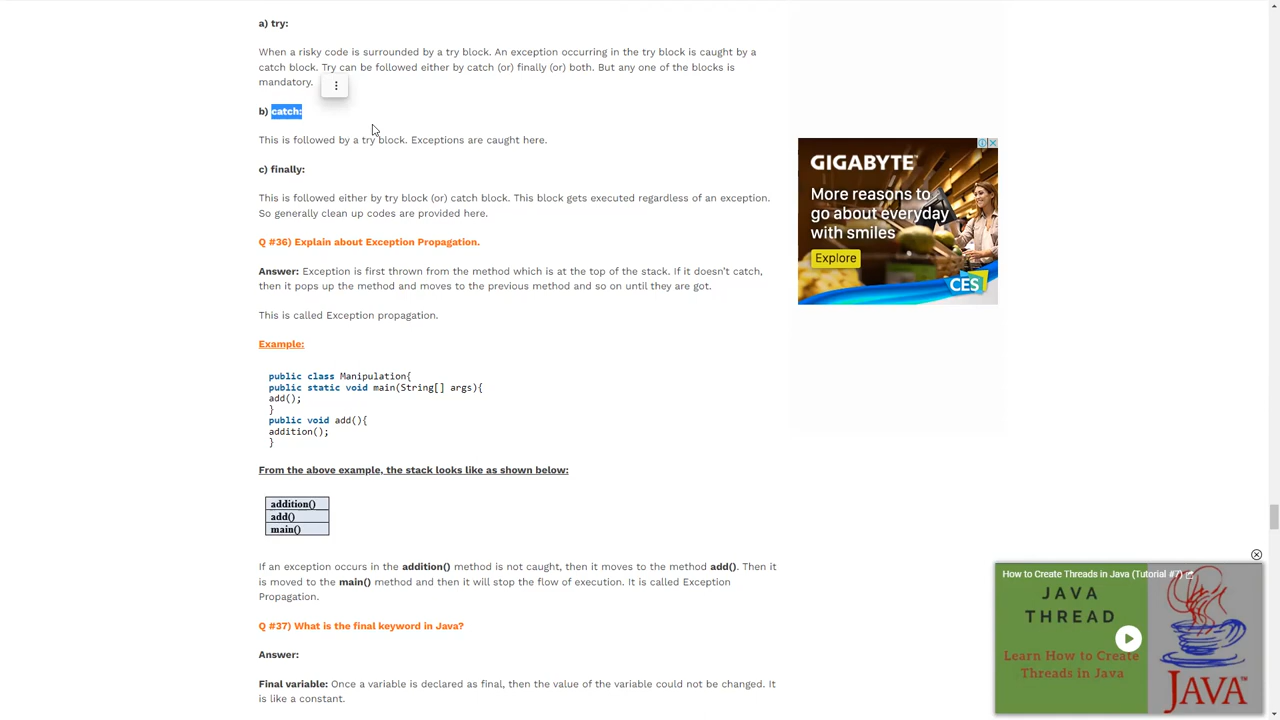 a) try:
When a risky code is surrounded by a try block. An exception occurring in the try block is caught by a
catch block. Try can be followed either by catch (or) finally (or) both. But any one of the blocks is
mandatory.
b) catch:
This is followed by a try block. Exceptions are caught here.
c) finally:
This is followed either by try block (or) catch block. This block gets executed regardless of an exception.
So generally clean up codes are provided here.
Q #36) Explain about Exception Propagation.
Answer: Exception is first thrown from the method which is at the top of the stack. If it doesn't catch,
then it pops up the method and moves to the previous method and so on until they are got.
This is called Exception propagation.
Example:
public class Manipulation{
public static void main(String[] args){
add();
}
public void add(){
addition();
}
From the above example, the stack looks like as shown below:
addition()
add()
main()
If an exception occurs in the addition() method is not caught, then it moves to the method add(). Then it
is moved to the main() method and then it will stop the flow of execution. It is called Exception
Propagation.
Q #37) What is the final keyword in Java?
Answer:
Final variable: Once a variable is declared as final, then the value of the variable could not be changed. It
is like a constant.
GIGABYTE™
More reasons to
go about everyday
with smiles
Explore
CES
How to Create Threads in Java (Tutorial #7)
JAVA
THREAD
Learn How to Create
Threads in Java
JAVA